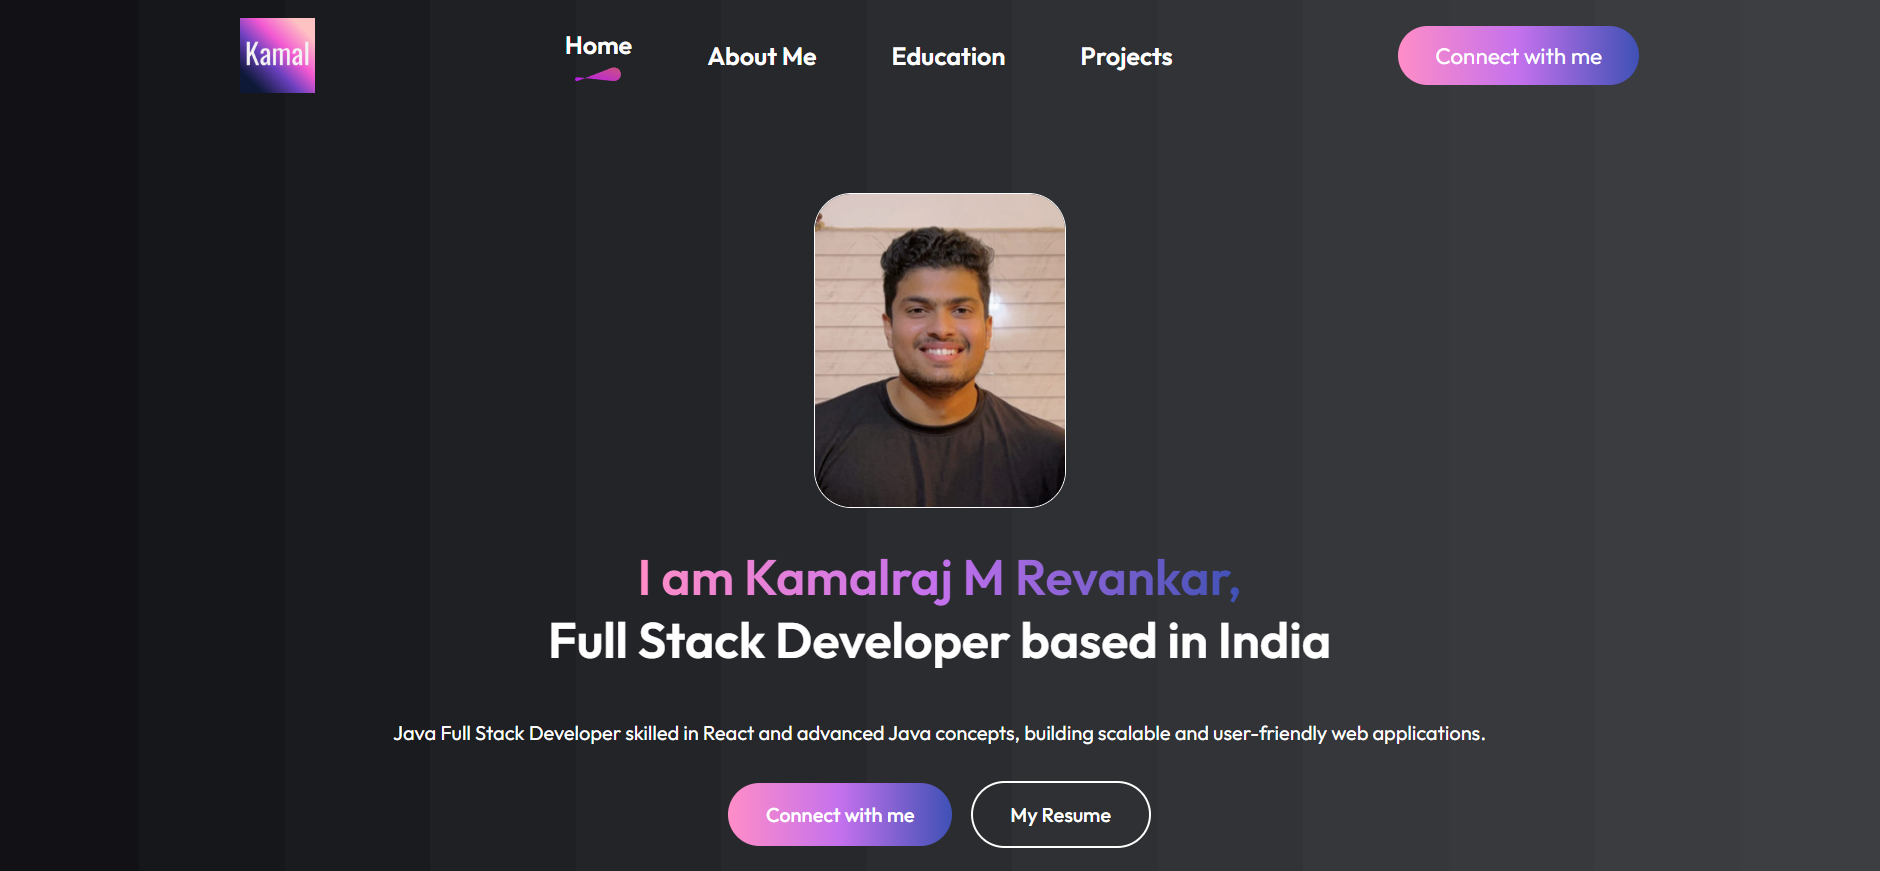 Kamal
Home
About Me
Education
Projects
Connect with me
I am Kamalraj M Revankar,
Full Stack Developer based in India
Java Full Stack Developer skilled in React and advanced Java concepts, building scalable and user-friendly web applications.
Connect with me
My Resume